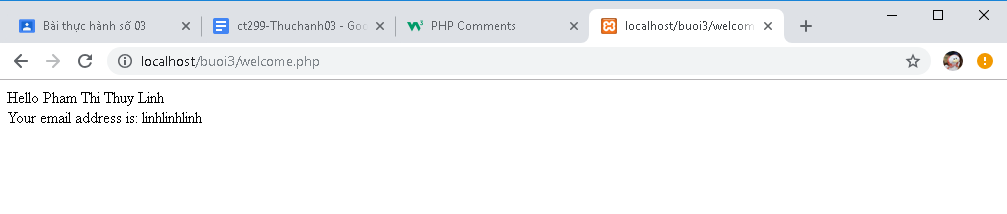 Bài thực hành số 03
ct299-Thuchanh03 - Goo
PHP Comments
localhost/buoi3/welcom
localhost/buoi3/welcome.php
Hello Pham Thi Thuy Linh
Your email address is: linhlinhlinh